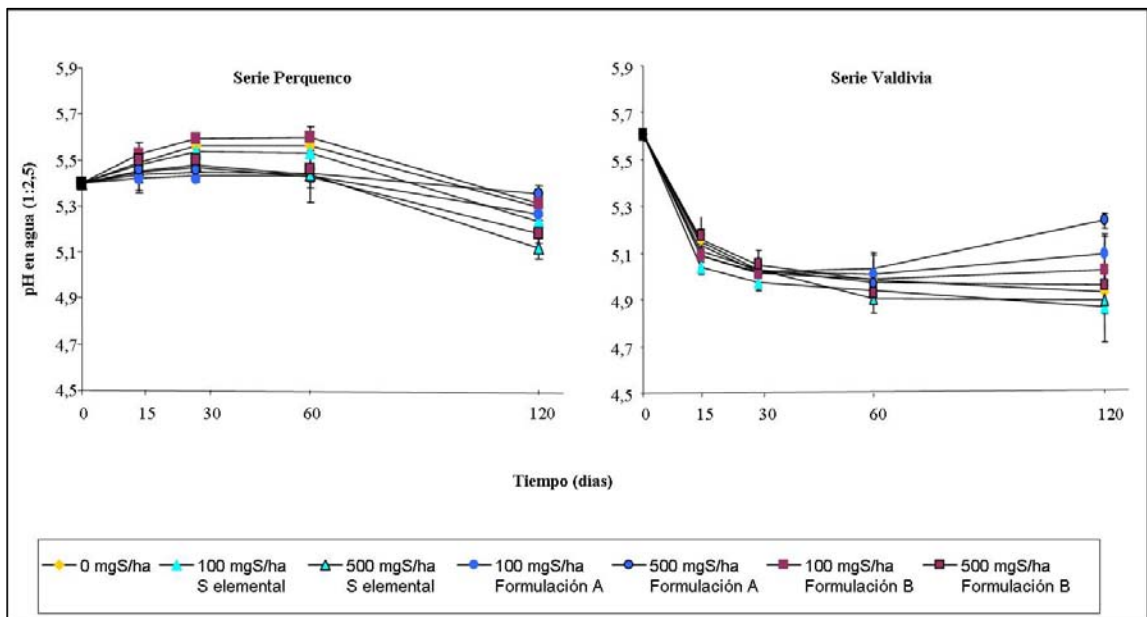 Serie Perquenco
Serie Valdivia
pH en agua (1:2,5)
5,9
5,7
5,5
5,3
5,1
4,9
4,7
4,5
0
15
30
60
120
5,9
5,7
5,5
5,3
5,1
4,9
4,7
4,5
0
15
30
60
120
Tiempo (días)
0 mgS/ha
100 mgS/ha
S elemental
500 mgS/ha
S elemental
100 mgS/ha
Formulación A
500 mgS/ha
Formulación A
100 mgS/ha
Formulación B
500 mgS/ha
Formulación B